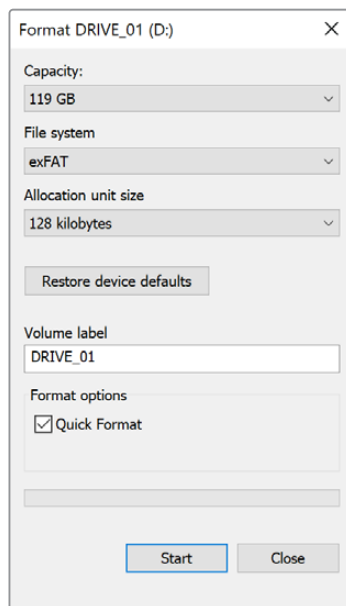 Format DRIVE_01 (D:)
Capacity:
119 GB
File system
exFAT
Allocation unit size
128 kilobytes
Restore device defaults
Volume label
DRIVE_01
Format options
Quick Format
Start Close